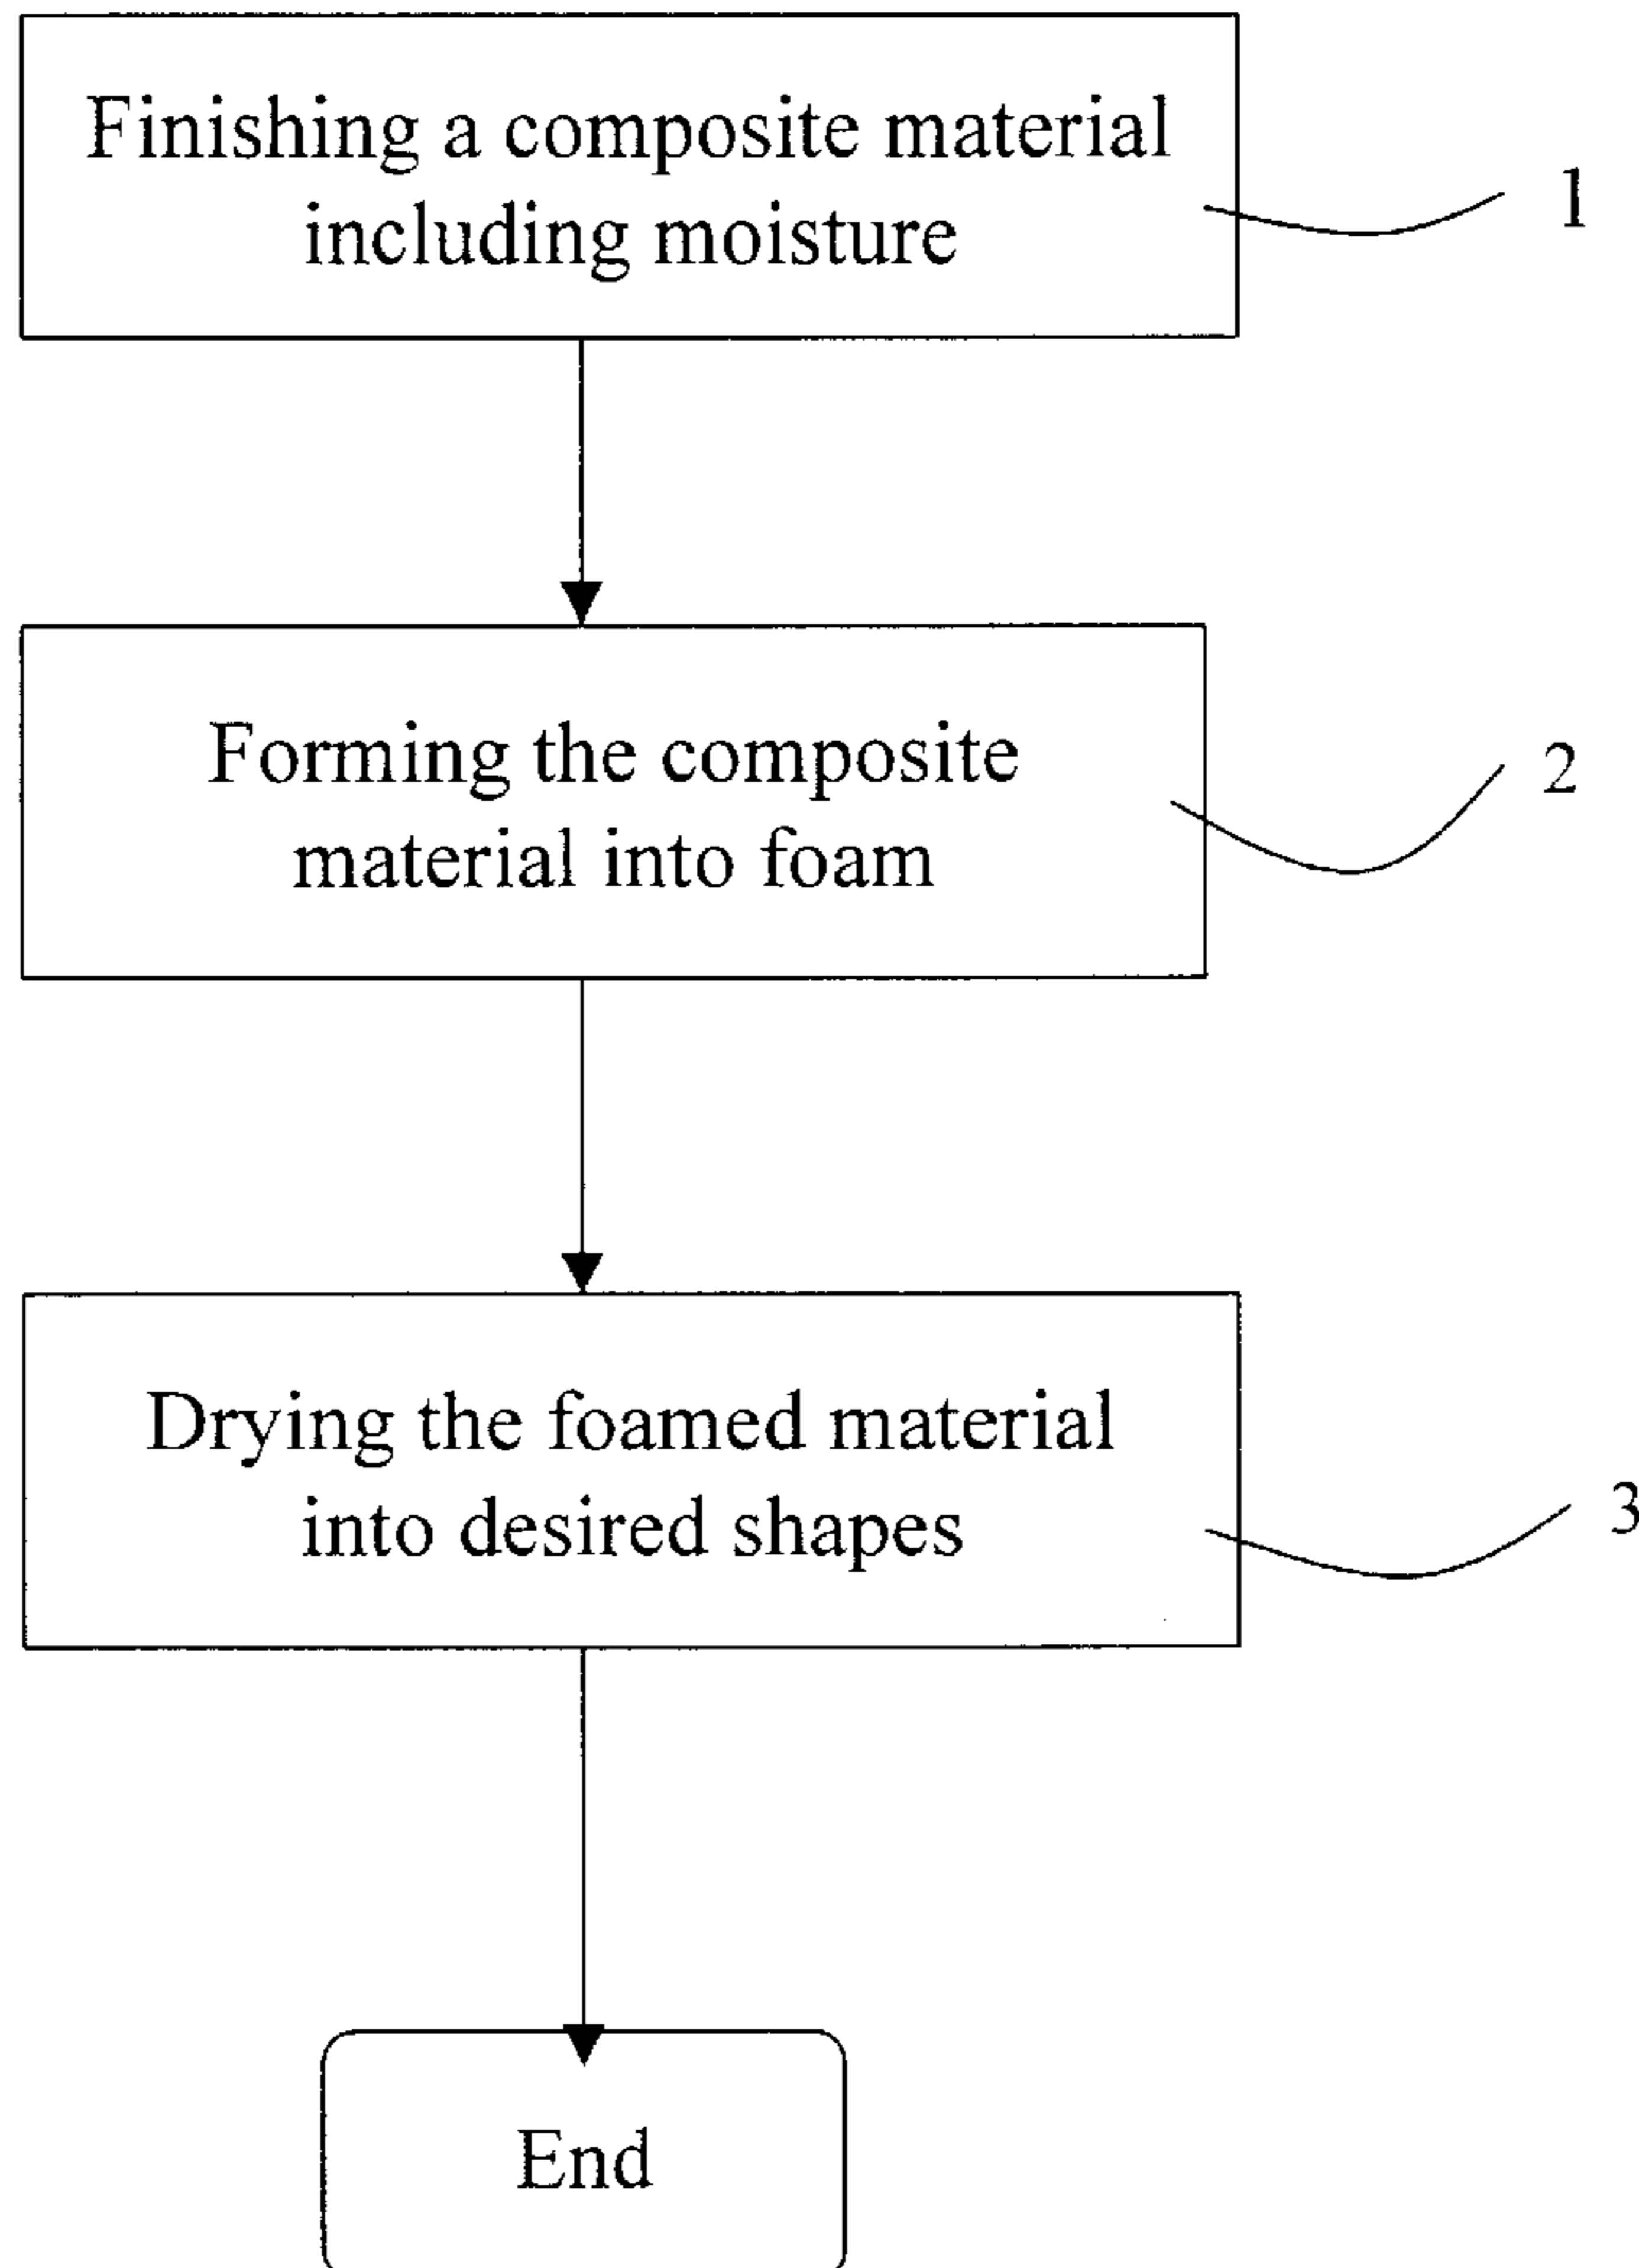 Finishing a composite material
including moisture
1
Forming the composite
material into foam
2
Drying the foamed material
into desired shapes
3
End